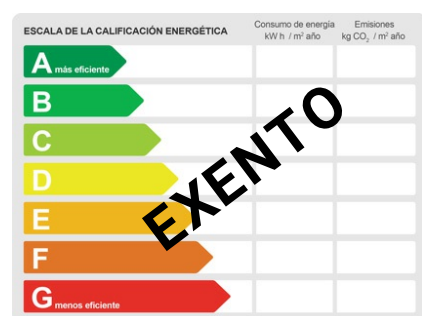 ESCALA DE LA CALIFICACIÓN ENERGÉTICA
Consumo de energía
kW h / m² año
Emisiones
kg CO₂ / m² año
A más eficiente
B
C
D
E
F
G menos eficiente
EXENTO